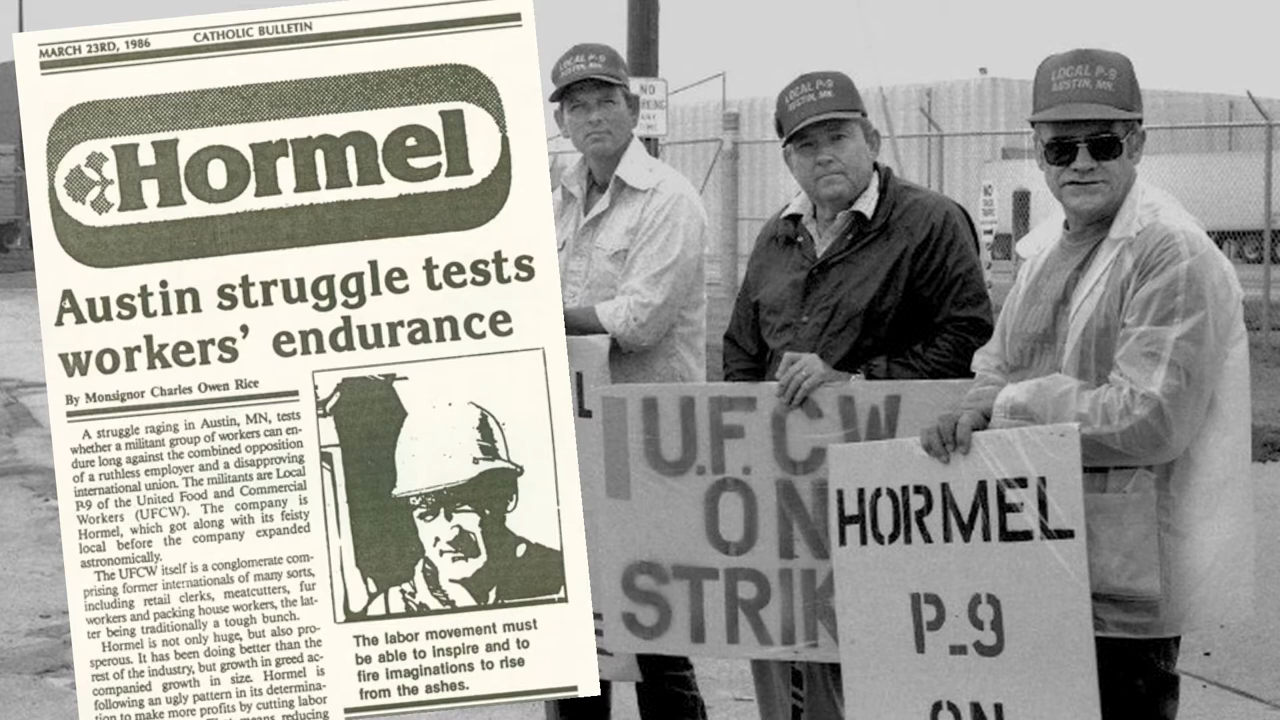 MARCH 23RD, 1986 CATHOLIC BULLETIN
Hormel
Austin struggle tests
workers' endurance
By Monsignor Charles Owen Rice
A struggle raging in Austin, MN, tests
whether a militant group of workers can en-
dure long against the combined opposition
of a ruthless employer and a disapproving
international union. The militants are Local
P-9 of the United Food and Commercial
Workers (UFCW). The company is
Hormel, which got along with its feisty
local before the company expanded
astronomically.
The UFCW itself is a conglomerate com-
prising former internationals of many sorts,
including retail clerks, meatcutters, fur
workers and packing house workers, the lat-
ter being traditionally a tough bunch.
Hormel is not only huge, but also pro-
sperous. It has been doing better than the
rest of the industry, but growth in greed ac-
companied growth in size. Hormel is
following an ugly pattern in its determina-
tion to make more profits by cutting labor
That means reducing
The labor movement must
be able to inspire and to
fire imaginations to rise
from the ashes.
LOCAL P-9
AUSTIN, MN.
LOCAL P-9
AUSTIN, MN.
LOCAL P-9
AUSTIN, MN.
NO
L
U.F.C.W
ON
STRIK
HORMEL
P-9
ON